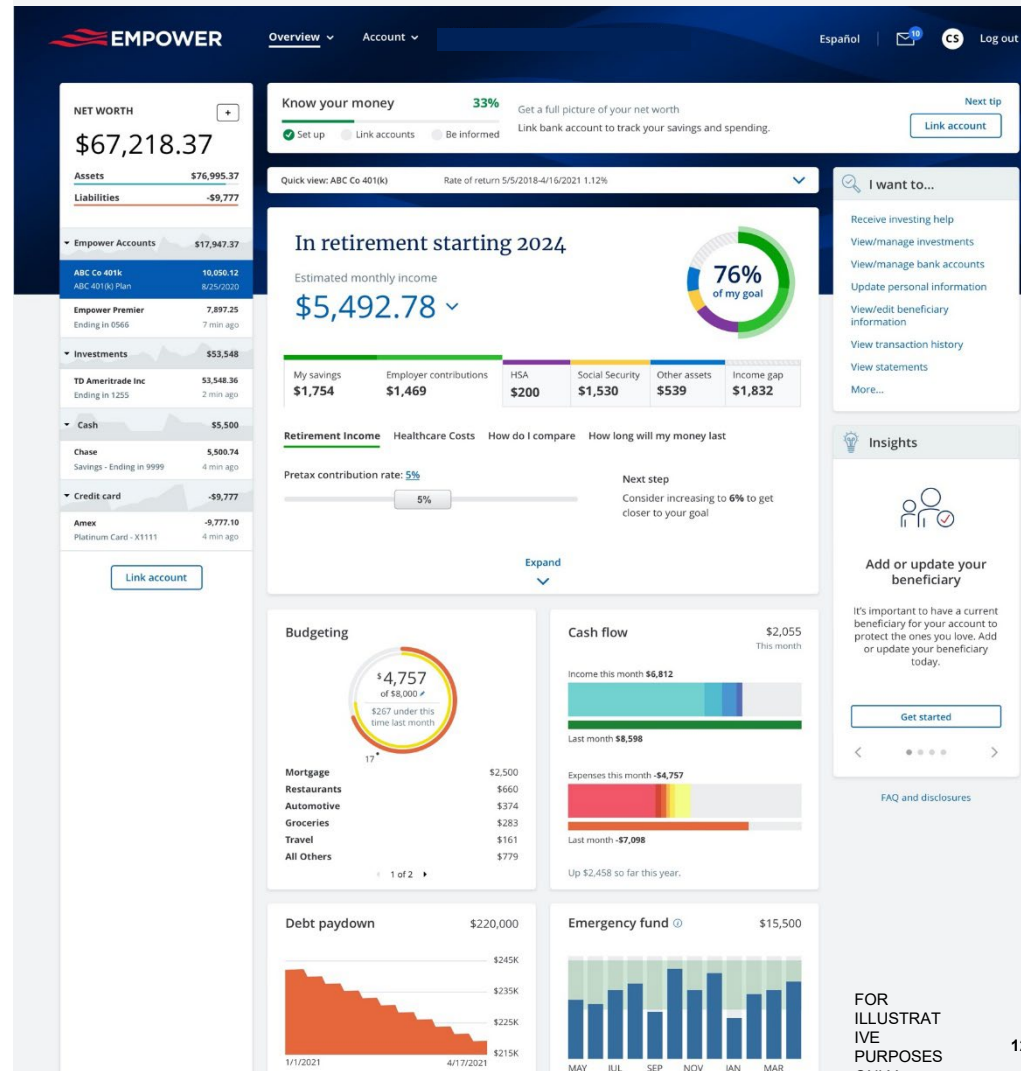 EMPOWER
Overview
Account
Español
10
CS
Log out
NET WORTH
+
$67,218.37
Assets $76,995.37
Liabilities -$9,777
Empower Accounts $17,947.37
ABC Co 401k 10,050.12
ABC 401(k) Plan 8/25/2020
Empower Premier 7,897.25
Ending in 0566 7 min ago
Investments $53,548
TD Ameritrade Inc 53,548.36
Ending in 1255 2 min ago
Cash $5,500
Chase 5,500.74
Savings - Ending in 9999 4 min ago
Credit card -$9,777
Amex -9,777.10
Platinum Card - X1111 4 min ago
Link account
Know your money 33%
Set up Link accounts Be informed
Get a full picture of your net worth
Link bank account to track your savings and spending.
Next tip
Link account
Quick view: ABC Co 401(k) Rate of return 5/5/2018-4/16/2021 1.12%
In retirement starting 2024
Estimated monthly income
$5,492.78
76%
of my goal
My savings Employer contributions HSA Social Security Other assets Income gap
$1,754 $1,469 $200 $1,530 $539 $1,832
Retirement Income Healthcare Costs How do I compare How long will my money last
Pretax contribution rate: 5%
5%
Next step
Consider increasing to 6% to get
closer to your goal
Expand
I want to...
Receive investing help
View/manage investments
View/manage bank accounts
Update personal information
View/edit beneficiary
information
View transaction history
View statements
More...
Insights
Add or update your
beneficiary
It's important to have a current
beneficiary for your account to
protect the ones you love. Add
or update your beneficiary
today.
Get started
FAQ and disclosures
Budgeting
$4,757
of $8,000
$267 under this
time last month
17
Mortgage $2,500
Restaurants $660
Automotive $374
Groceries $283
Travel $161
All Others $779
1 of 2
Cash flow $2,055
This month
Income this month $6,812
Last month $8,598
Expenses this month -$4,757
Last month -$7,098
Up $2,458 so far this year.
Debt paydown $220,000
$245K
$235K
$225K
$215K
1/1/2021 4/17/2021
Emergency fund $15,500
MAY JUL SEP NOV JAN MAR
FOR
ILLUSTRAT
IVE
PURPOSES